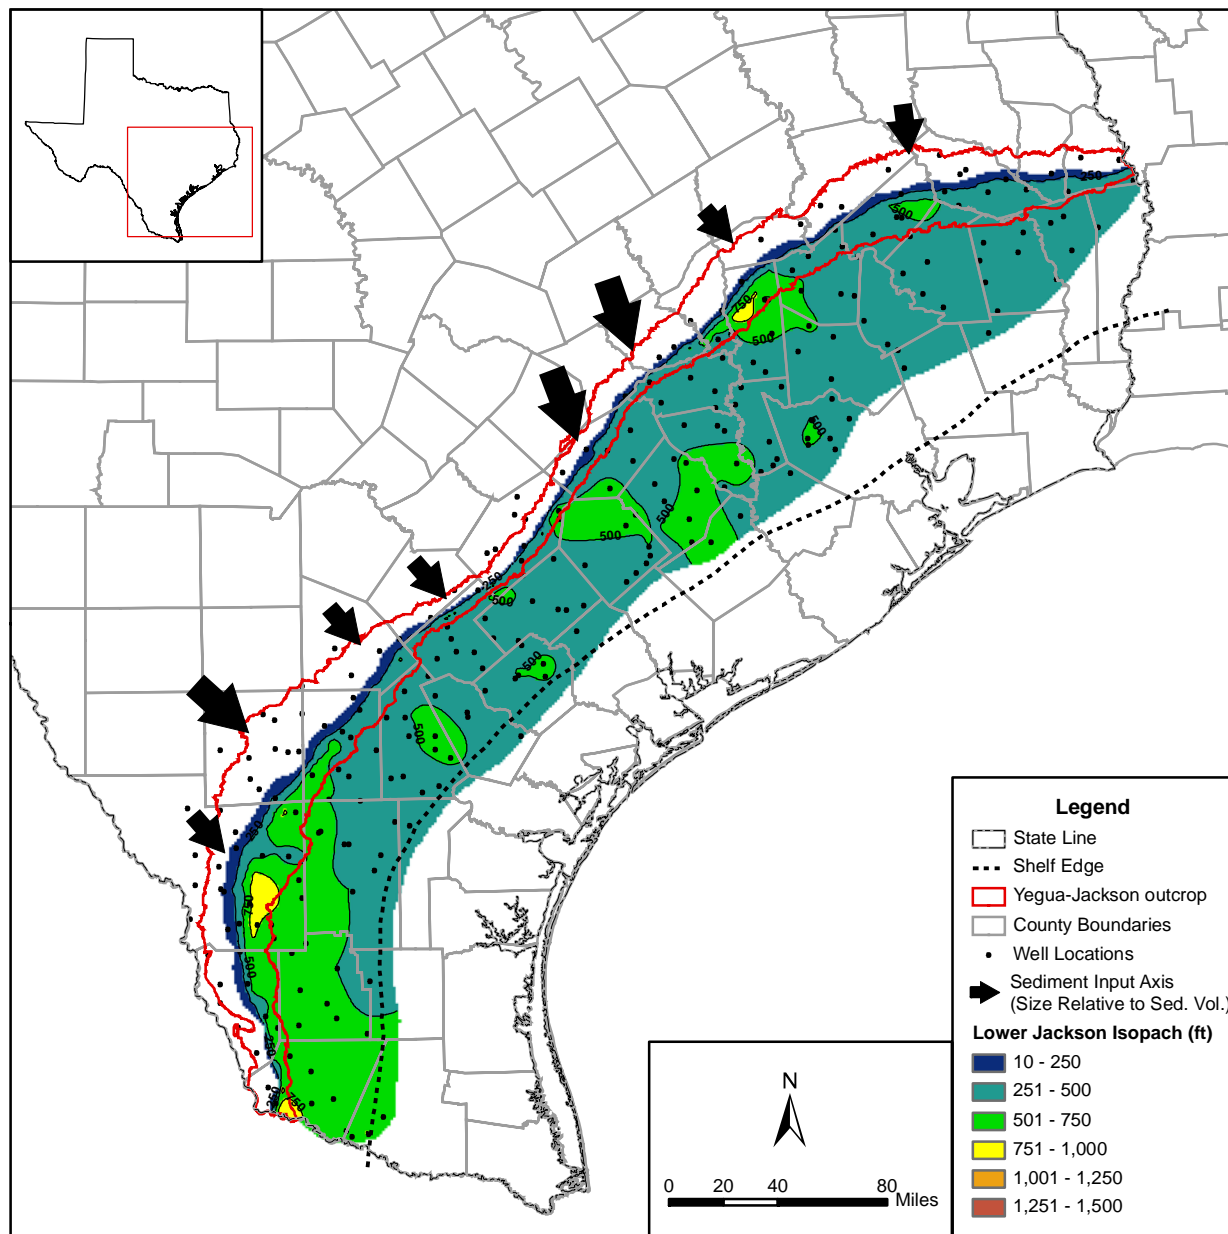 250
500
750
500
500
500
500
250
500
500
500
250
750
500
250
250
750
Legend
State Line
Shelf Edge
Yegua-Jackson outcrop
County Boundaries
Well Locations
Sediment Input Axis
(Size Relative to Sed. Vol.)
Lower Jackson Isopach (ft)
10 - 250
251 - 500
501 - 750
751 - 1,000
1,001 - 1,250
1,251 - 1,500
N
0 20 40 80 Miles